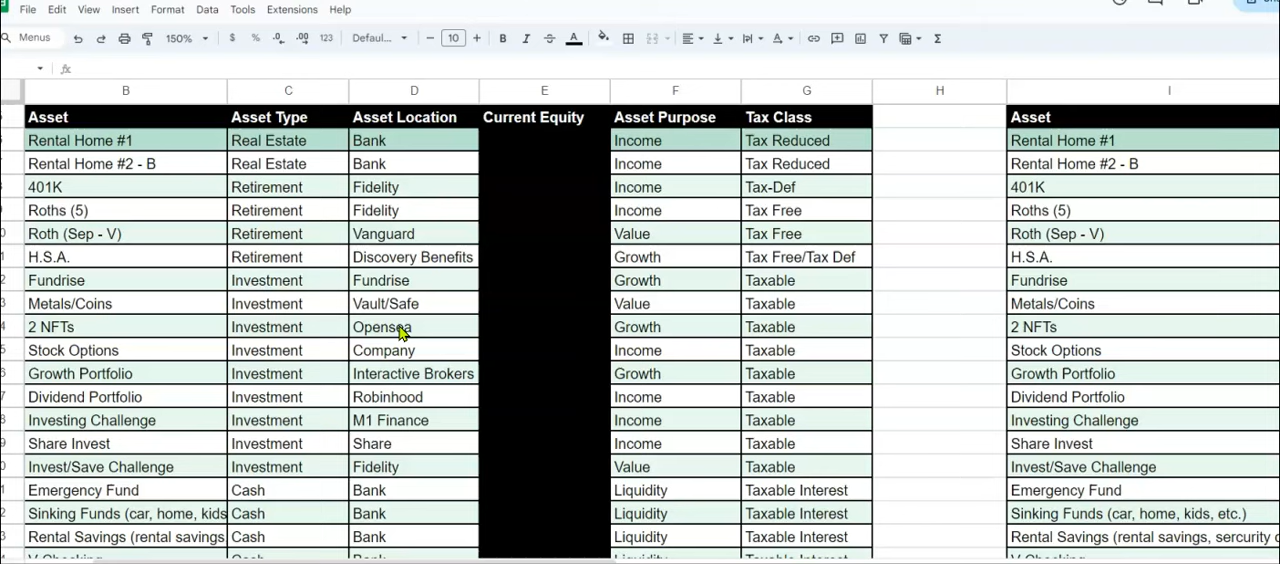 File Edit View Insert Format Data Tools Extensions Help
Menus 150% $ % .0 .00 123 Defaul... − 10 + B I S A Σ
fx
B C D E F G H I
Asset Asset Type Asset Location Current Equity Asset Purpose Tax Class Asset
Rental Home #1 Real Estate Bank Income Tax Reduced Rental Home #1
Rental Home #2 - B Real Estate Bank Income Tax Reduced Rental Home #2 - B
401K Retirement Fidelity Income Tax-Def 401K
Roths (5) Retirement Fidelity Income Tax Free Roths (5)
Roth (Sep - V) Retirement Vanguard Value Tax Free Roth (Sep - V)
H.S.A. Retirement Discovery Benefits Growth Tax Free/Tax Def H.S.A.
Fundrise Investment Fundrise Growth Taxable Fundrise
Metals/Coins Investment Vault/Safe Value Taxable Metals/Coins
2 NFTs Investment Opensea Growth Taxable 2 NFTs
Stock Options Investment Company Income Taxable Stock Options
Growth Portfolio Investment Interactive Brokers Growth Taxable Growth Portfolio
Dividend Portfolio Investment Robinhood Income Taxable Dividend Portfolio
Investing Challenge Investment M1 Finance Income Taxable Investing Challenge
Share Invest Investment Share Income Taxable Share Invest
Invest/Save Challenge Investment Fidelity Value Taxable Invest/Save Challenge
Emergency Fund Cash Bank Liquidity Taxable Interest Emergency Fund
Sinking Funds (car, home, kids Cash Bank Liquidity Taxable Interest Sinking Funds (car, home, kids, etc.)
Rental Savings (rental savings, Cash Bank Liquidity Taxable Interest Rental Savings (rental savings, sercurity
V Checking Cash Bank Liquidity Taxable Interest V Checking